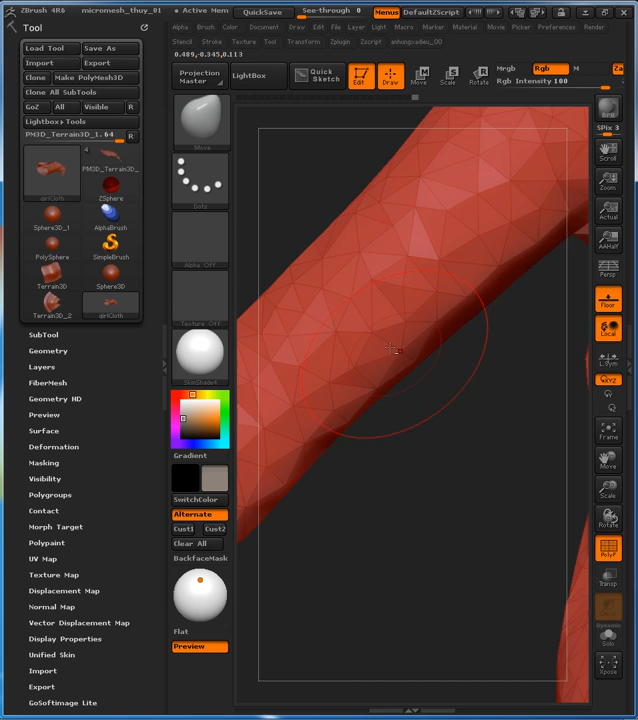 ZBrush 4R6 micromesh_thuy_01 • Active Mem QuickSave See-through 0 Menus DefaultZScript
Tool
Alpha Brush Color Document Draw Edit File Layer Light Macro Marker Material Movie Picker Preferences Render
Stencil Stroke Texture Tool Transform Zplugin Zscript anhongxadieu_00
0.489,-0.345,0.113
Load Tool Save As
Import Export
Clone Make PolyMesh3D
Clone All SubTools
GoZ All Visible R
Lightbox▸Tools
PM3D_Terrain3D_1.64 R
girlCloth
4
PM3D_Terrain3D_
ZSphere
Sphere3D_1 AlphaBrush
PolySphere SimpleBrush
Terrain3D Sphere3D
Terrain3D_2 girlCloth
SubTool
Geometry
Layers
FiberMesh
Geometry HD
Preview
Surface
Deformation
Masking
Visibility
Polygroups
Contact
Morph Target
Polypaint
UV Map
Texture Map
Displacement Map
Normal Map
Vector Displacement Map
Display Properties
Unified Skin
Import
Export
GoSoftimage Lite
Projection
Master
LightBox
Quick
Sketch
Edit
Draw
Move
Scale
Rotate
Mrgb Rgb M
Rgb Intensity 100
Move
Dots
Alpha Off
Texture Off
SkinShade4
Gradient
SwitchColor
Alternate
Cust1 Cust2
Clear All
BackfaceMask
Flat
Preview
BPR
SPix 3
Scroll
Zoom
Actual
AAHalf
Persp
Floor
Local
L.Sym
XYZ
Frame
Move
Scale
Rotate
PolyF
Transp
Dynamic
Solo
Xpose